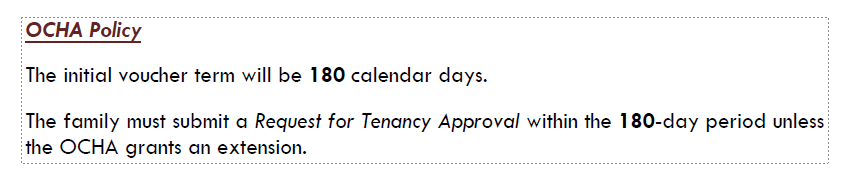 OCHA Policy
The initial voucher term will be 180 calendar days.
The family must submit a Request for Tenancy Approval within the 180-day period unless
the OCHA grants an extension.